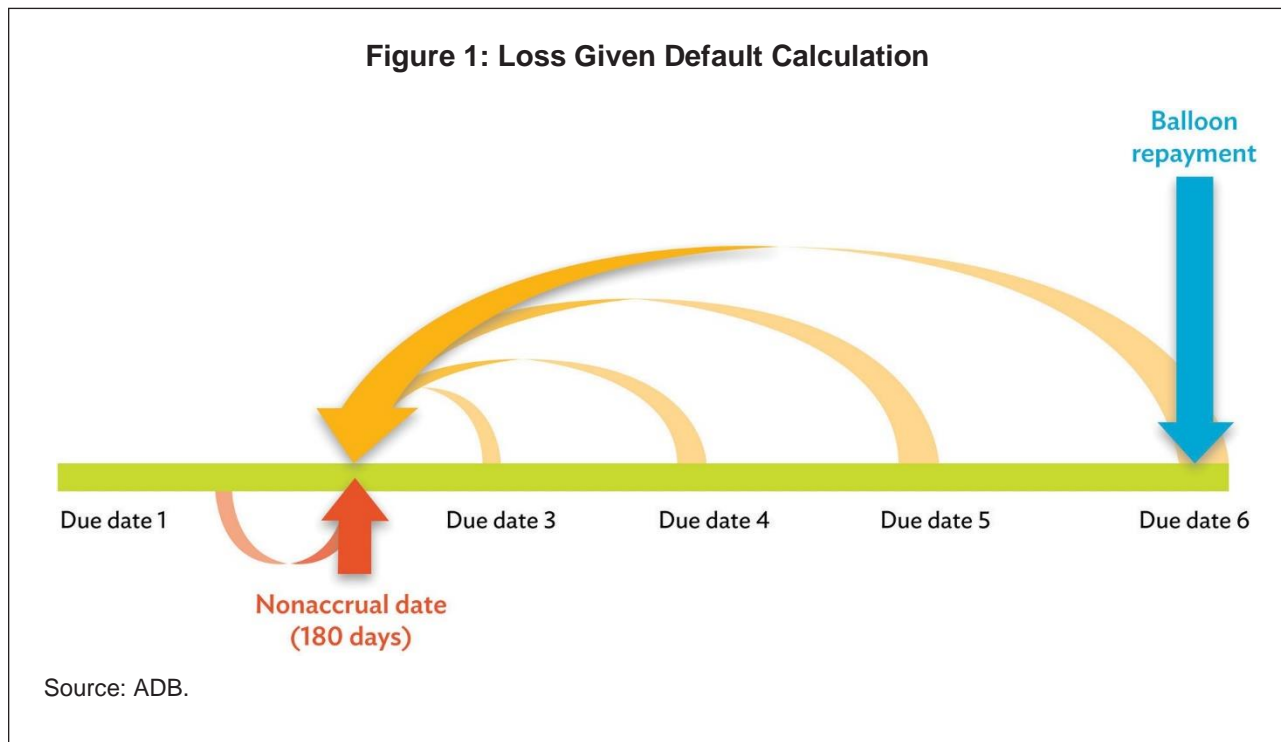 Figure 1: Loss Given Default Calculation
Balloon
repayment
Due date 1
Due date 3
Due date 4
Due date 5
Due date 6
Nonaccrual date
(180 days)
Source: ADB.